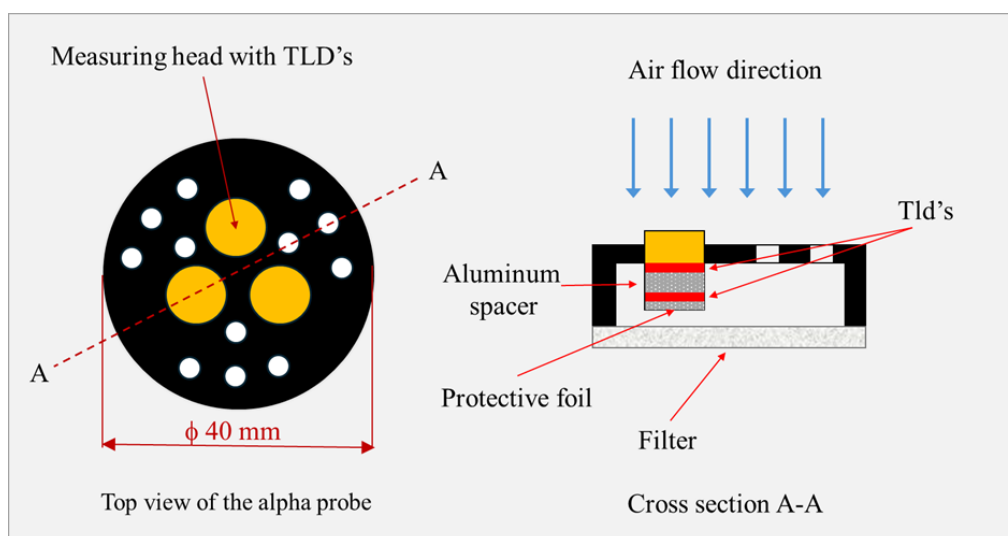 Measuring head with TLD's
A
A
ϕ 40 mm
Top view of the alpha probe
Air flow direction
Tld's
Aluminum
spacer
Protective foil
Filter
Cross section A-A